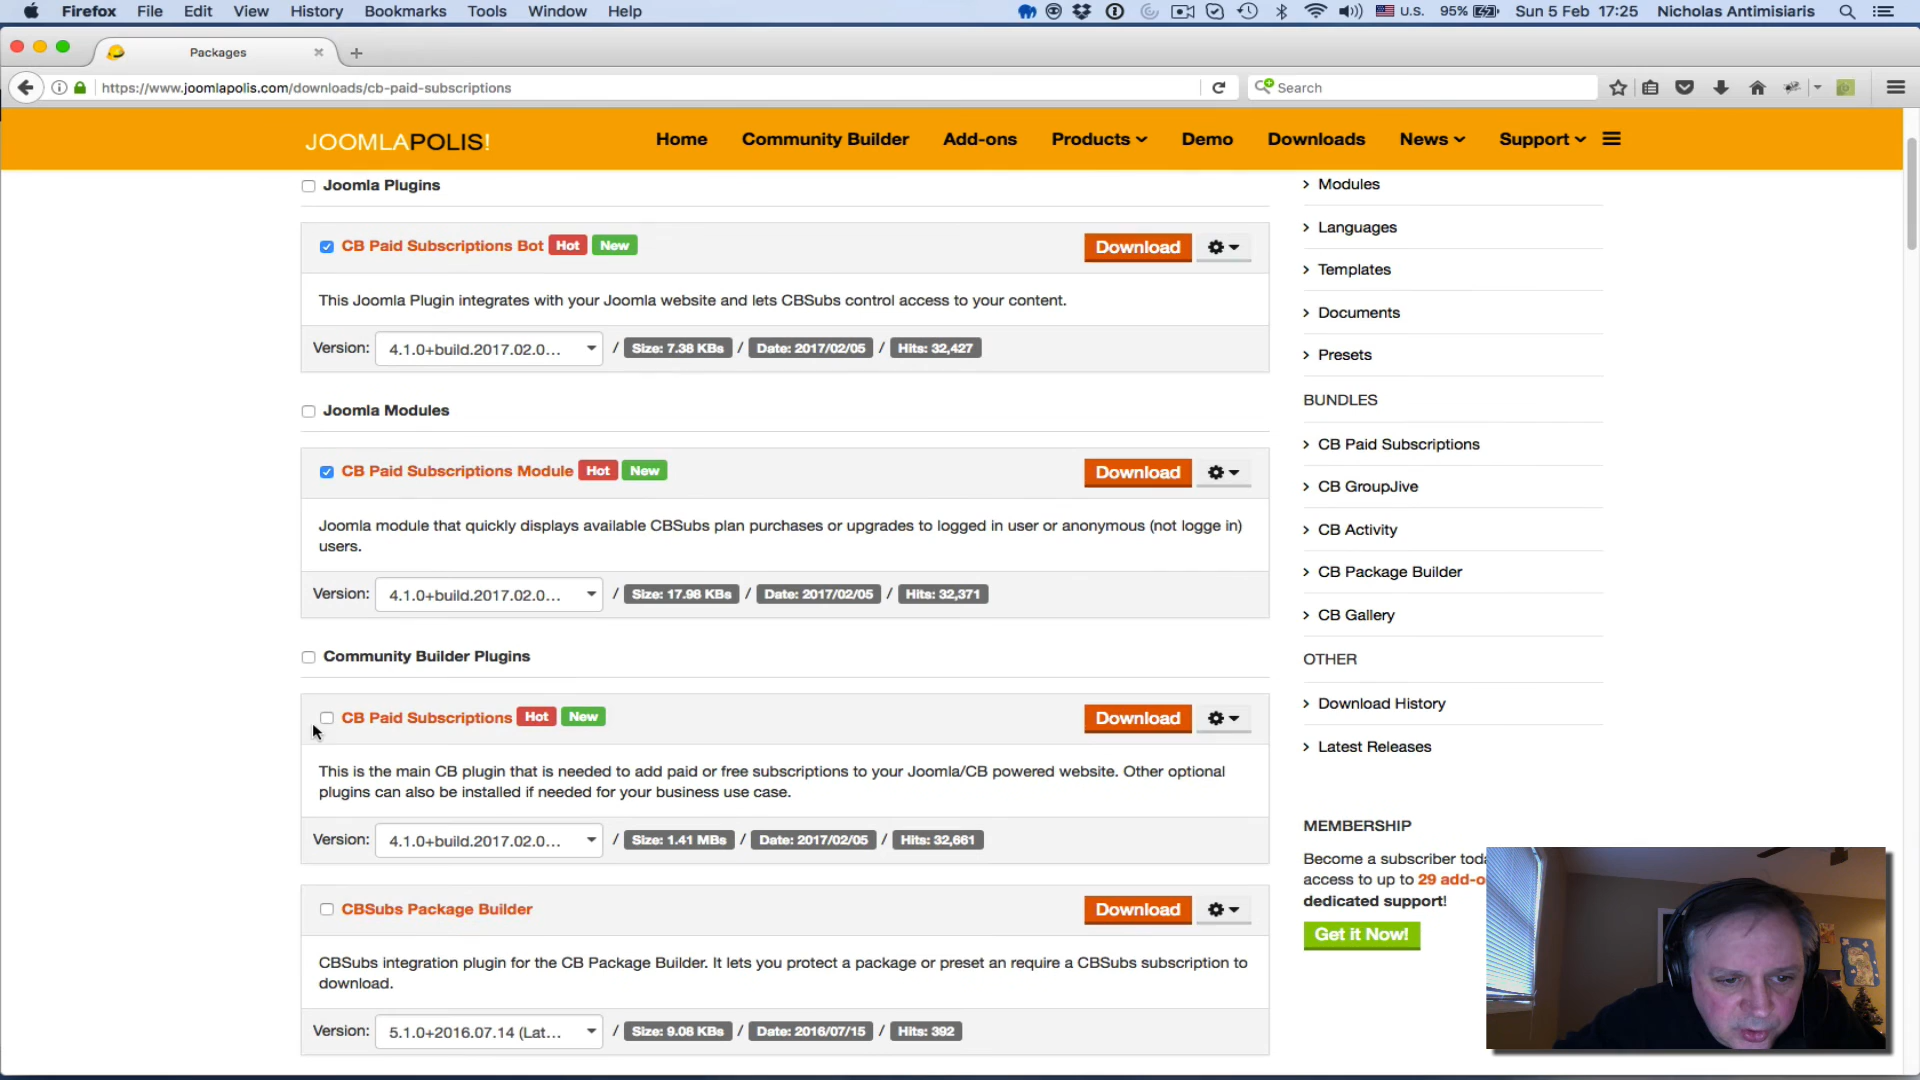 Firefox File Edit View History Bookmarks Tools Window Help U.S. 95% Sun 5 Feb 17:25 Nicholas Antimisiaris
Packages
https://www.joomlapolis.com/downloads/cb-paid-subscriptions
Search
JOOMLAPOLIS!
Home Community Builder Add-ons Products Demo Downloads News Support
Joomla Plugins
CB Paid Subscriptions Bot Hot New Download
This Joomla Plugin integrates with your Joomla website and lets CBSubs control access to your content.
Version: 4.1.0+build.2017.02.0... / Size: 7.38 KBs / Date: 2017/02/05 / Hits: 32,427
Joomla Modules
CB Paid Subscriptions Module Hot New Download
Joomla module that quickly displays available CBSubs plan purchases or upgrades to logged in user or anonymous (not logge in)
users.
Version: 4.1.0+build.2017.02.0... / Size: 17.98 KBs / Date: 2017/02/05 / Hits: 32,371
Community Builder Plugins
CB Paid Subscriptions Hot New Download
This is the main CB plugin that is needed to add paid or free subscriptions to your Joomla/CB powered website. Other optional
plugins can also be installed if needed for your business use case.
Version: 4.1.0+build.2017.02.0... / Size: 1.41 MBs / Date: 2017/02/05 / Hits: 32,661
CBSubs Package Builder Download
CBSubs integration plugin for the CB Package Builder. It lets you protect a package or preset an require a CBSubs subscription to
download.
Version: 5.1.0+2016.07.14 (Lat... / Size: 9.08 KBs / Date: 2016/07/15 / Hits: 392
Modules
Languages
Templates
Documents
Presets
BUNDLES
CB Paid Subscriptions
CB GroupJive
CB Activity
CB Package Builder
CB Gallery
OTHER
Download History
Latest Releases
MEMBERSHIP
Become a subscriber toda
access to up to 29 add-o
dedicated support!
Get it Now!